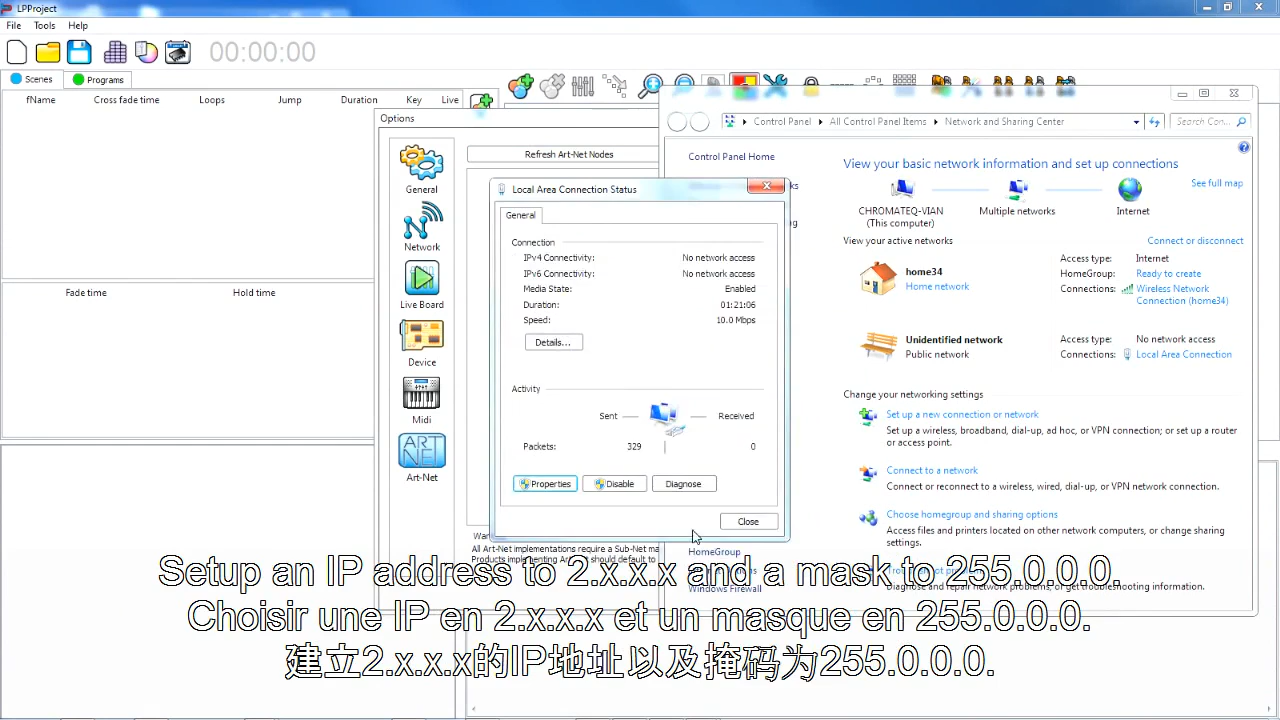 LPProject
File Tools Help
00:00:00
Scenes Programs
fName Cross fade time Loops Jump Duration Key Live
Fade time Hold time
Options
General
Network
Live Board
Device
Midi
ART NET
Art-Net
Refresh Art-Net Nodes
All Art-Net implementations require a Sub-Net ma
Control Panel All Control Panel Items Network and Sharing Center Search Con...
Control Panel Home
HomeGroup
Windows Firewall
View your basic network information and set up connections
See full map
CHROMATEQ-VIAN
(This computer)
Multiple networks
Internet
View your active networks
Connect or disconnect
home34
Home network
Access type: Internet
HomeGroup: Ready to create
Connections: Wireless Network
Connection (home34)
Unidentified network
Public network
Access type: No network access
Connections: Local Area Connection
Change your networking settings
Set up a new connection or network
Set up a wireless, broadband, dial-up, ad hoc, or VPN connection; or set up a router
or access point.
Connect to a network
Connect or reconnect to a wireless, wired, dial-up, or VPN network connection.
Choose homegroup and sharing options
Access files and printers located on other network computers, or change sharing
settings.
Local Area Connection Status
General
Connection
IPv4 Connectivity: No network access
IPv6 Connectivity: No network access
Media State: Enabled
Duration: 01:21:06
Speed: 10.0 Mbps
Details...
Activity
Sent Received
Packets: 329 0
Properties Disable Diagnose
Close
Setup an IP address to 2.x.x.x and a mask to 255.0.0.0.
Choisir une IP en 2.x.x.x et un masque en 255.0.0.0.
建立2.x.x.x的IP地址以及掩码为255.0.0.0.